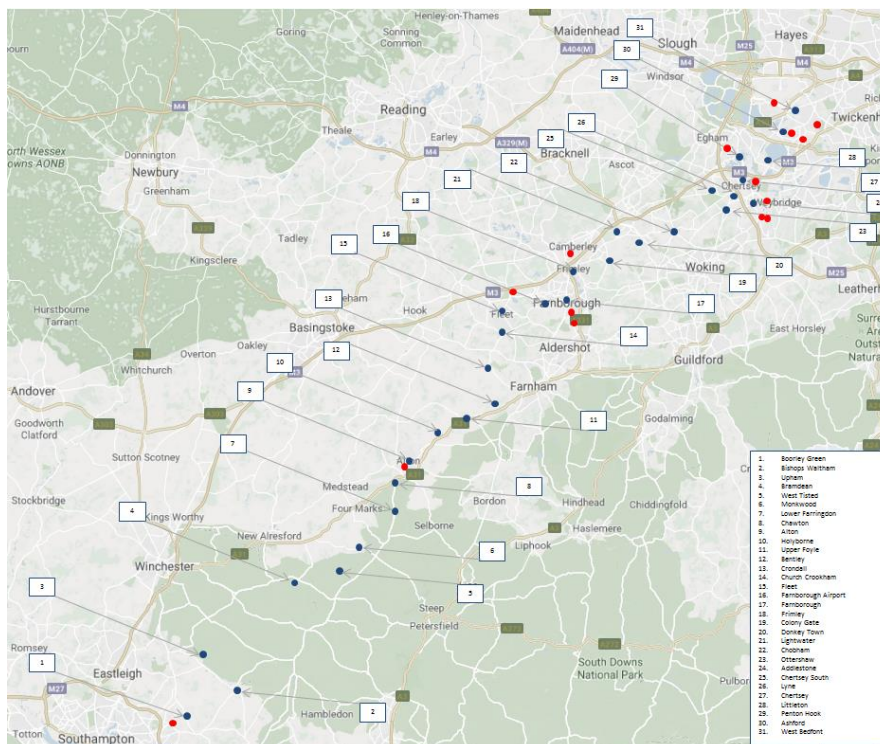 Henley-on-Thames
Goring
Sonning Common
Maidenhead
Slough
Hayes
M25
A404(M)
M4
M4
Windsor
M4
Reading
Twickenh
Theale
Earley
Egham
North Wessex
Downs AONB
Donnington
Newbury
Greenham
M4
A329(M)
Bracknell
Ascot
M3
M3
Chertsey
Weybridge
Tadley
Kingsclere
Camberley
Frimley
Woking
M25
Leatherh
Hurstbourne
Tarrant
Hook
M3
Fleet
Farnborough
Basingstoke
Overton
Oakley
Whitchurch
M3
Aldershot
Guildford
East Horsley
Andover
Farnham
Godalming
Goodworth
Clatford
Sutton Scotney
Alton
Medstead
Four Marks
Bordon
Hindhead
Chiddingfold
Haslemere
Stockbridge
Kings Worthy
New Alresford
Selborne
Liphook
Winchester
Steep
Petersfield
Romsey
Eastleigh
M27
South Downs
National Park
Pulbor
Hambledon
Totton
Southampton
31
30
29
26
25
22
21
18
16
15
13
12
10
9
7
4
3
1
2
5
6
8
11
14
17
19
20
23
27
28
1. Boorley Green
2. Bishops Waltham
3. Upham
4. Bramdean
5. West Tisted
6. Monkwood
7. Lower Farringdon
8. Chawton
9. Alton
10. Holybourne
11. Upper Foyle
12. Bentley
13. Crondall
14. Church Crookham
15. Fleet
16. Farnborough Airport
17. Farnborough
18. Frimley
19. Colony Gate
20. Donkey Town
21. Lightwater
22. Chobham
23. Ottershaw
24. Addlestone
25. Chertsey South
26. Lyne
27. Chertsey
28. Littleton
29. Penton Hook
30. Ashford
31. West Bedfont